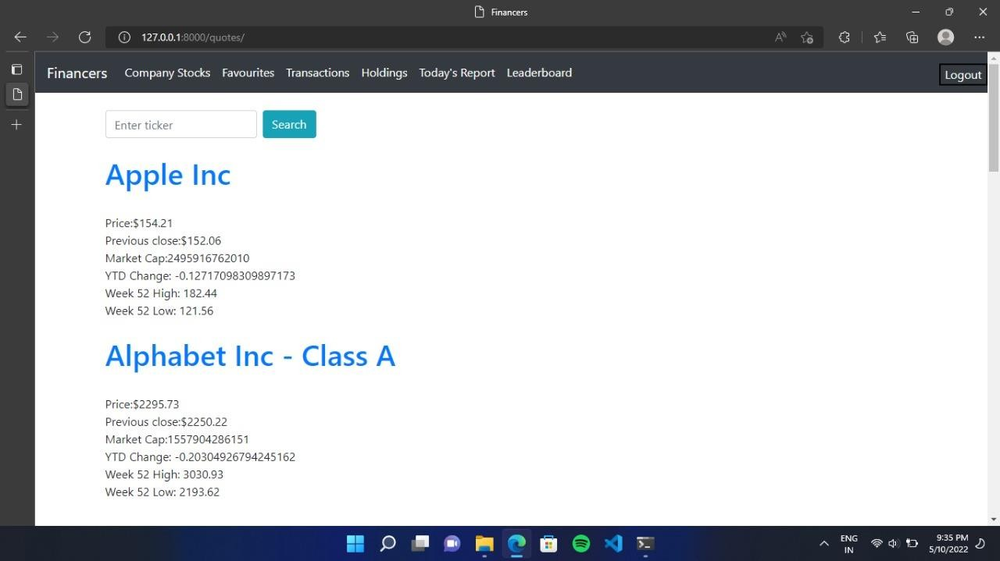 Financers
127.0.0.1:8000/quotes/
Financers Company Stocks Favourites Transactions Holdings Today's Report Leaderboard Logout
Enter ticker Search
Apple Inc
Price:$154.21
Previous close:$152.06
Market Cap:2495916762010
YTD Change: -0.12717098309897173
Week 52 High: 182.44
Week 52 Low: 121.56
Alphabet Inc - Class A
Price:$2295.73
Previous close:$2250.22
Market Cap:1557904286151
YTD Change: -0.20304926794245162
Week 52 High: 3030.93
Week 52 Low: 2193.62
ENG 9:35 PM
IN 5/10/2022